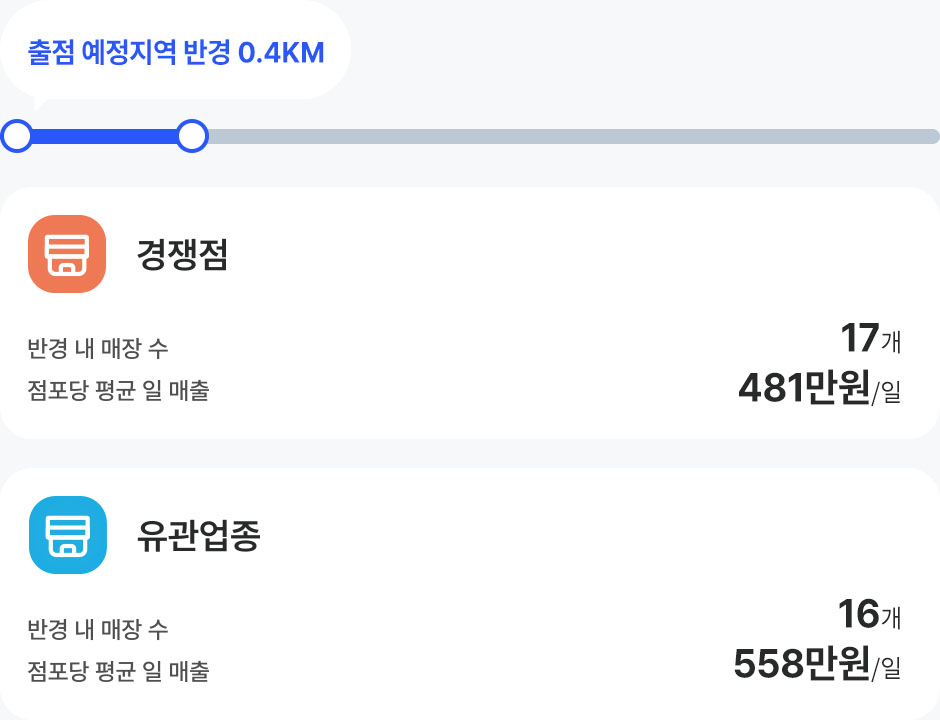 출점 예정지역 반경 0.4KM
경쟁점
반경 내 매장 수 17개
점포당 평균 일 매출 481만원/일
유관업종
반경 내 매장 수 16개
점포당 평균 일 매출 558만원/일